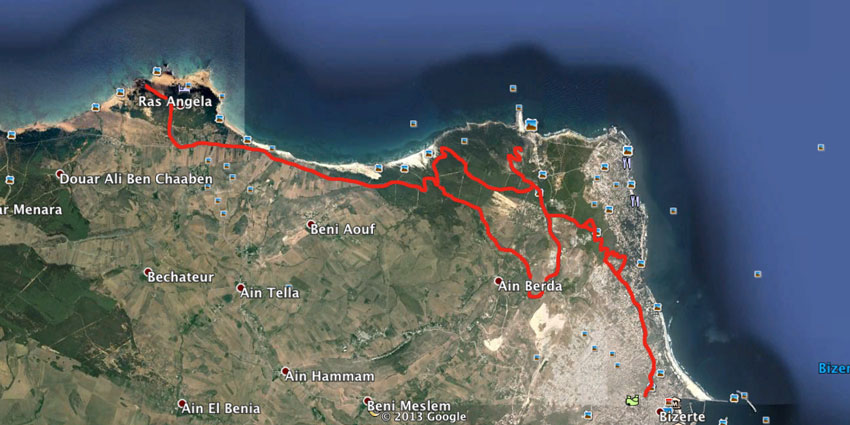 Ras Angela
Douar Ali Ben Chaaben
ar Menara
Beni Aouf
Bechateur
Ain Tella
Ain Berda
3
Bizer
Ain Hammam
Ain El Benia
Beni Meslem
© 2013 Google
Bizerte